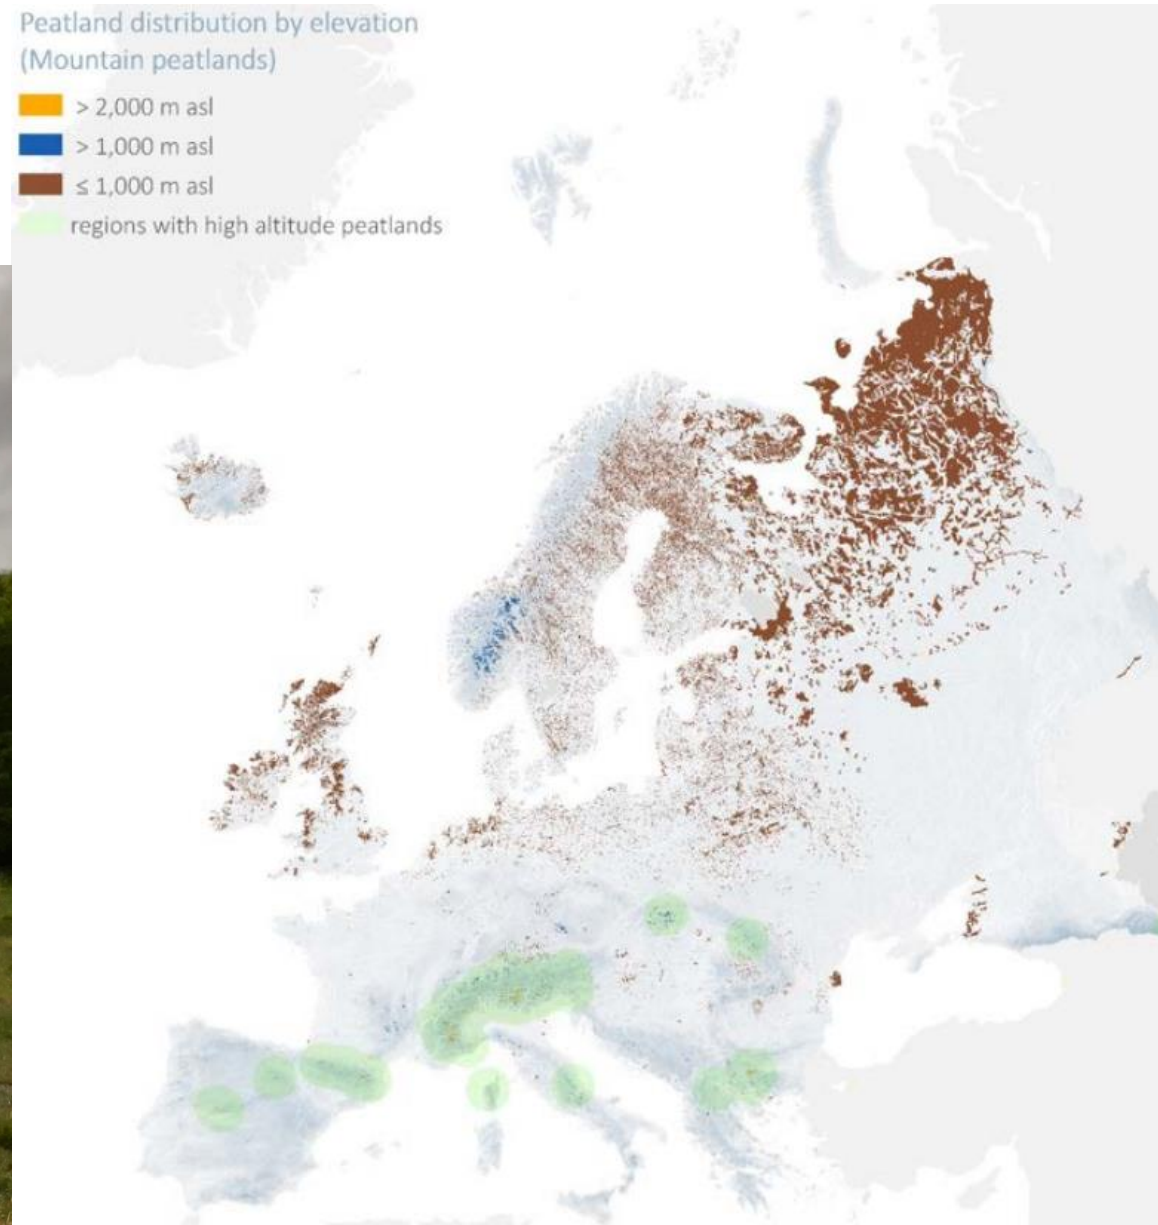 Peatland distribution by elevation
(Mountain peatlands)
> 2,000 m asl
> 1,000 m asl
≤ 1,000 m asl
regions with high altitude peatlands